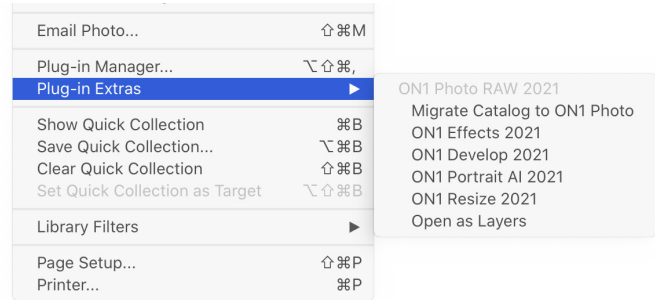 Email Photo... ⇧⌘M
Plug-in Manager... ⌥⇧⌘,
Plug-in Extras ▶
Show Quick Collection ⌘B
Save Quick Collection... ⌥⌘B
Clear Quick Collection ⇧⌘B
Set Quick Collection as Target ⌥⇧⌘B
Library Filters ▶
Page Setup... ⇧⌘P
Printer... ⌘P
ON1 Photo RAW 2021
Migrate Catalog to ON1 Photo
ON1 Effects 2021
ON1 Develop 2021
ON1 Portrait AI 2021
ON1 Resize 2021
Open as Layers